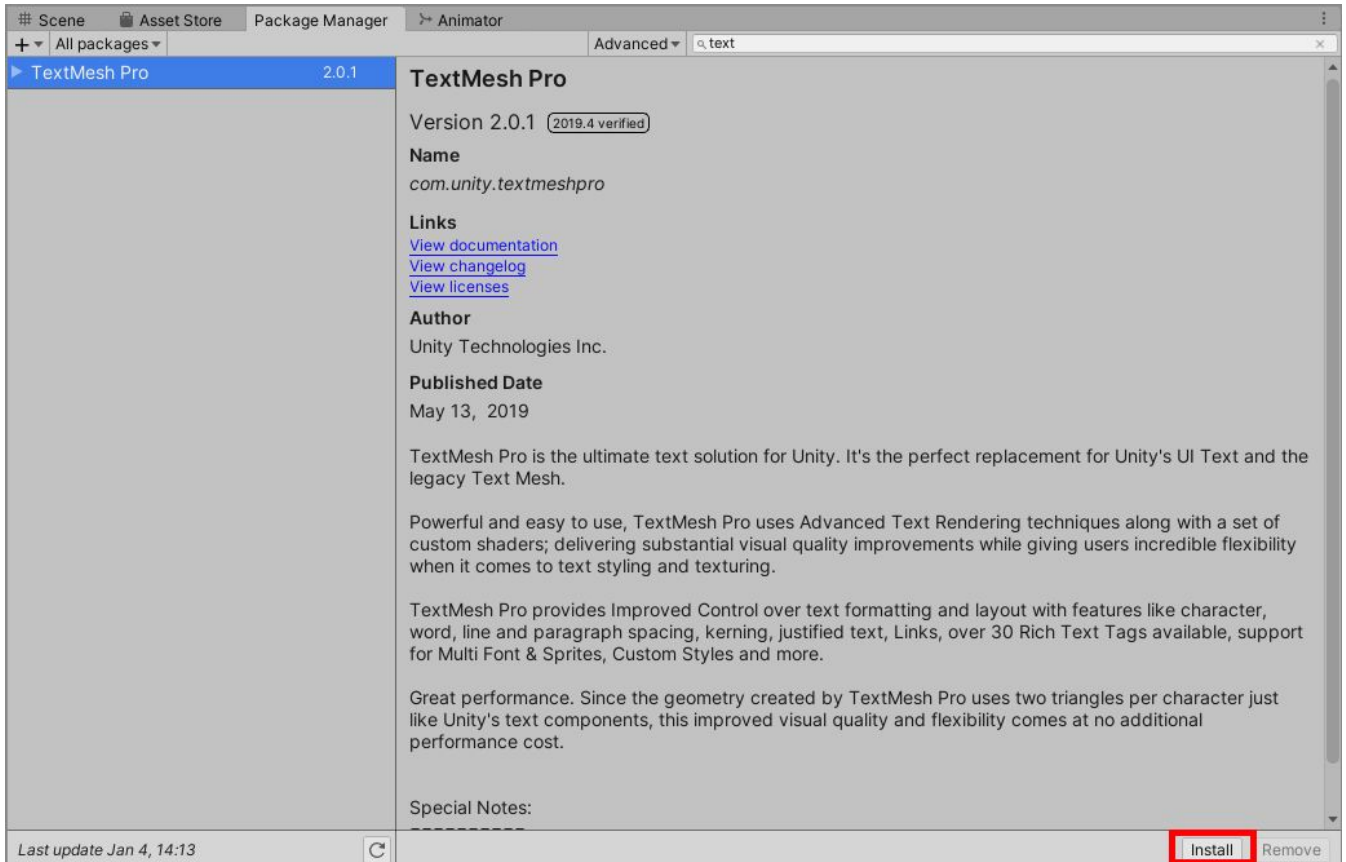 Scene Asset Store Package Manager Animator
All packages Advanced text
TextMesh Pro 2.0.1
TextMesh Pro
Version 2.0.1 2019.4 verified
Name
com.unity.textmeshpro
Links
View documentation
View changelog
View licenses
Author
Unity Technologies Inc.
Published Date
May 13, 2019
TextMesh Pro is the ultimate text solution for Unity. It's the perfect replacement for Unity's UI Text and the
legacy Text Mesh.
Powerful and easy to use, TextMesh Pro uses Advanced Text Rendering techniques along with a set of
custom shaders; delivering substantial visual quality improvements while giving users incredible flexibility
when it comes to text styling and texturing.
TextMesh Pro provides Improved Control over text formatting and layout with features like character,
word, line and paragraph spacing, kerning, justified text, Links, over 30 Rich Text Tags available, support
for Multi Font & Sprites, Custom Styles and more.
Great performance. Since the geometry created by TextMesh Pro uses two triangles per character just
like Unity's text components, this improved visual quality and flexibility comes at no additional
performance cost.
Special Notes:
Last update Jan 4, 14:13 Install Remove